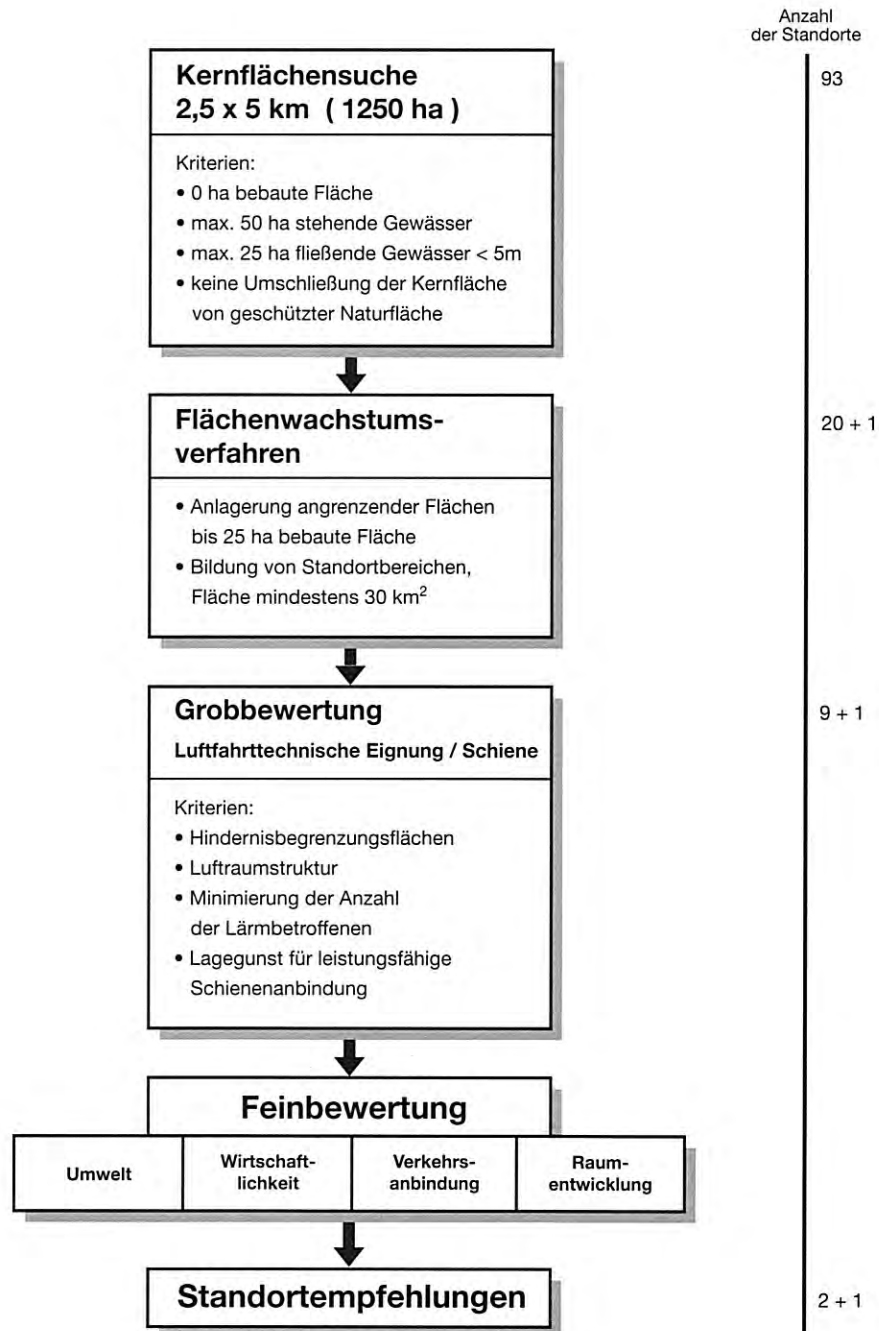 Anzahl
der Standorte
Kernflächensuche
2,5 x 5 km ( 1250 ha )
93
Kriterien:
• 0 ha bebaute Fläche
• max. 50 ha stehende Gewässer
• max. 25 ha fließende Gewässer < 5m
• keine Umschließung der Kernfläche
von geschützter Naturfläche
Flächenwachstums-
verfahren
20 + 1
• Anlagerung angrenzender Flächen
bis 25 ha bebaute Fläche
• Bildung von Standortbereichen,
Fläche mindestens 30 km²
Grobbewertung
9 + 1
Luftfahrttechnische Eignung / Schiene
Kriterien:
• Hindernisbegrenzungsflächen
• Luftraumstruktur
• Minimierung der Anzahl
der Lärmbetroffenen
• Lagegunst für leistungsfähige
Schienenanbindung
Feinbewertung
Umwelt
Wirtschaft-
lichkeit
Verkehrs-
anbindung
Raum-
entwicklung
Standortempfehlungen
2 + 1